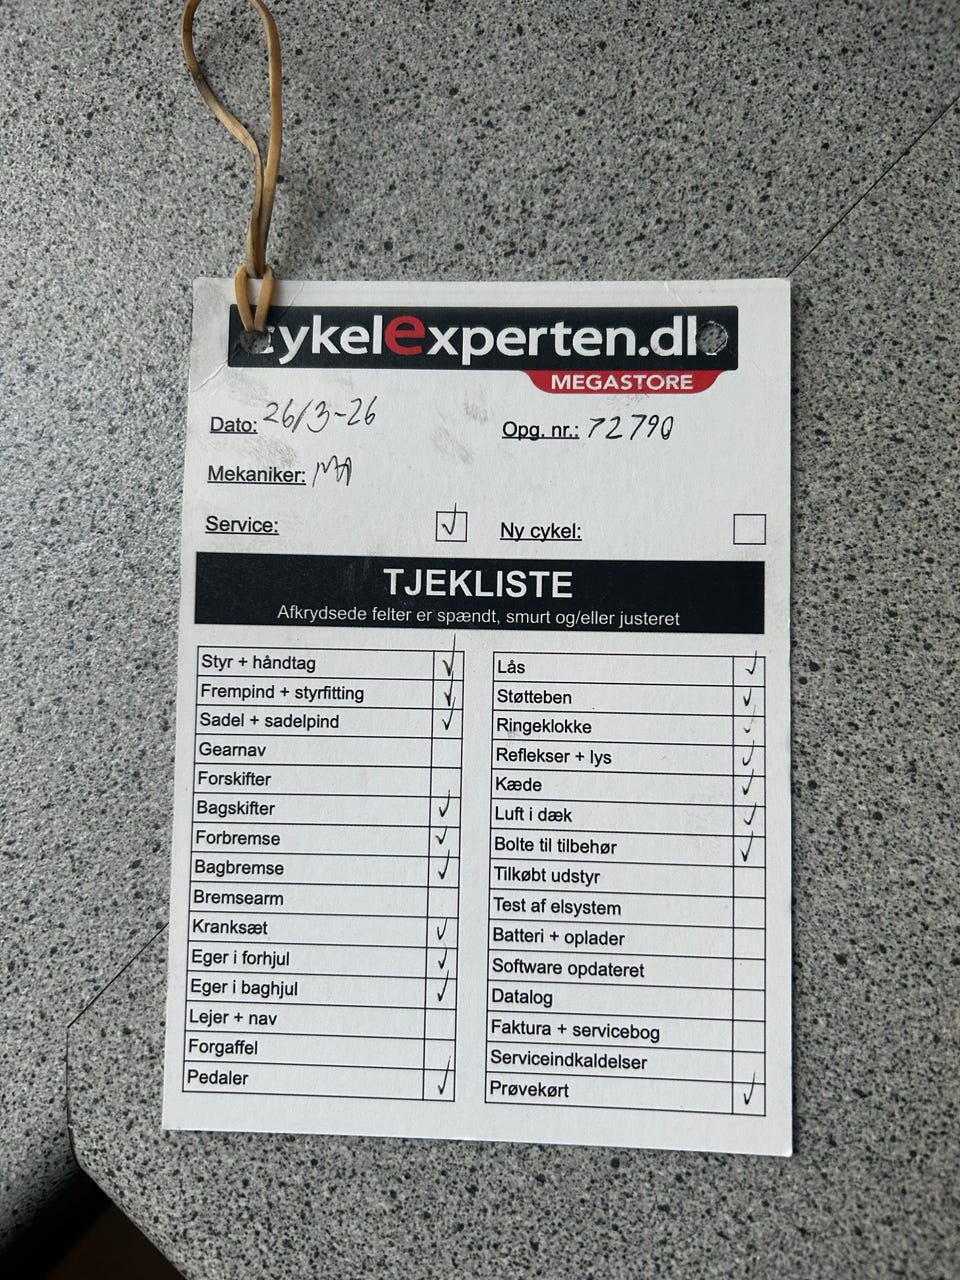 cykelexperten.dk
MEGASTORE
Dato: 26/3-26
Opg. nr.: 72790
Mekaniker: MA
Service: ✓
Ny cykel:
TJEKLISTE
Afkrydsede felter er spændt, smurt og/eller justeret
Styr + håndtag ✓
Frempind + styrfitting ✓
Sadel + sadelpind ✓
Gearnav
Forskifter
Bagskifter ✓
Forbremse ✓
Bagbremse ✓
Bremsearm
Kranksæt ✓
Eger i forhjul ✓
Eger i baghjul ✓
Lejer + nav
Forgaffel
Pedaler ✓
Lås ✓
Støtteben ✓
Ringeklokke ✓
Reflekser + lys ✓
Kæde ✓
Luft i dæk ✓
Bolte til tilbehør ✓
Tilkøbt udstyr
Test af elsystem
Batteri + oplader
Software opdateret
Datalog
Faktura + servicebog
Serviceindkaldelser
Prøvekørt ✓